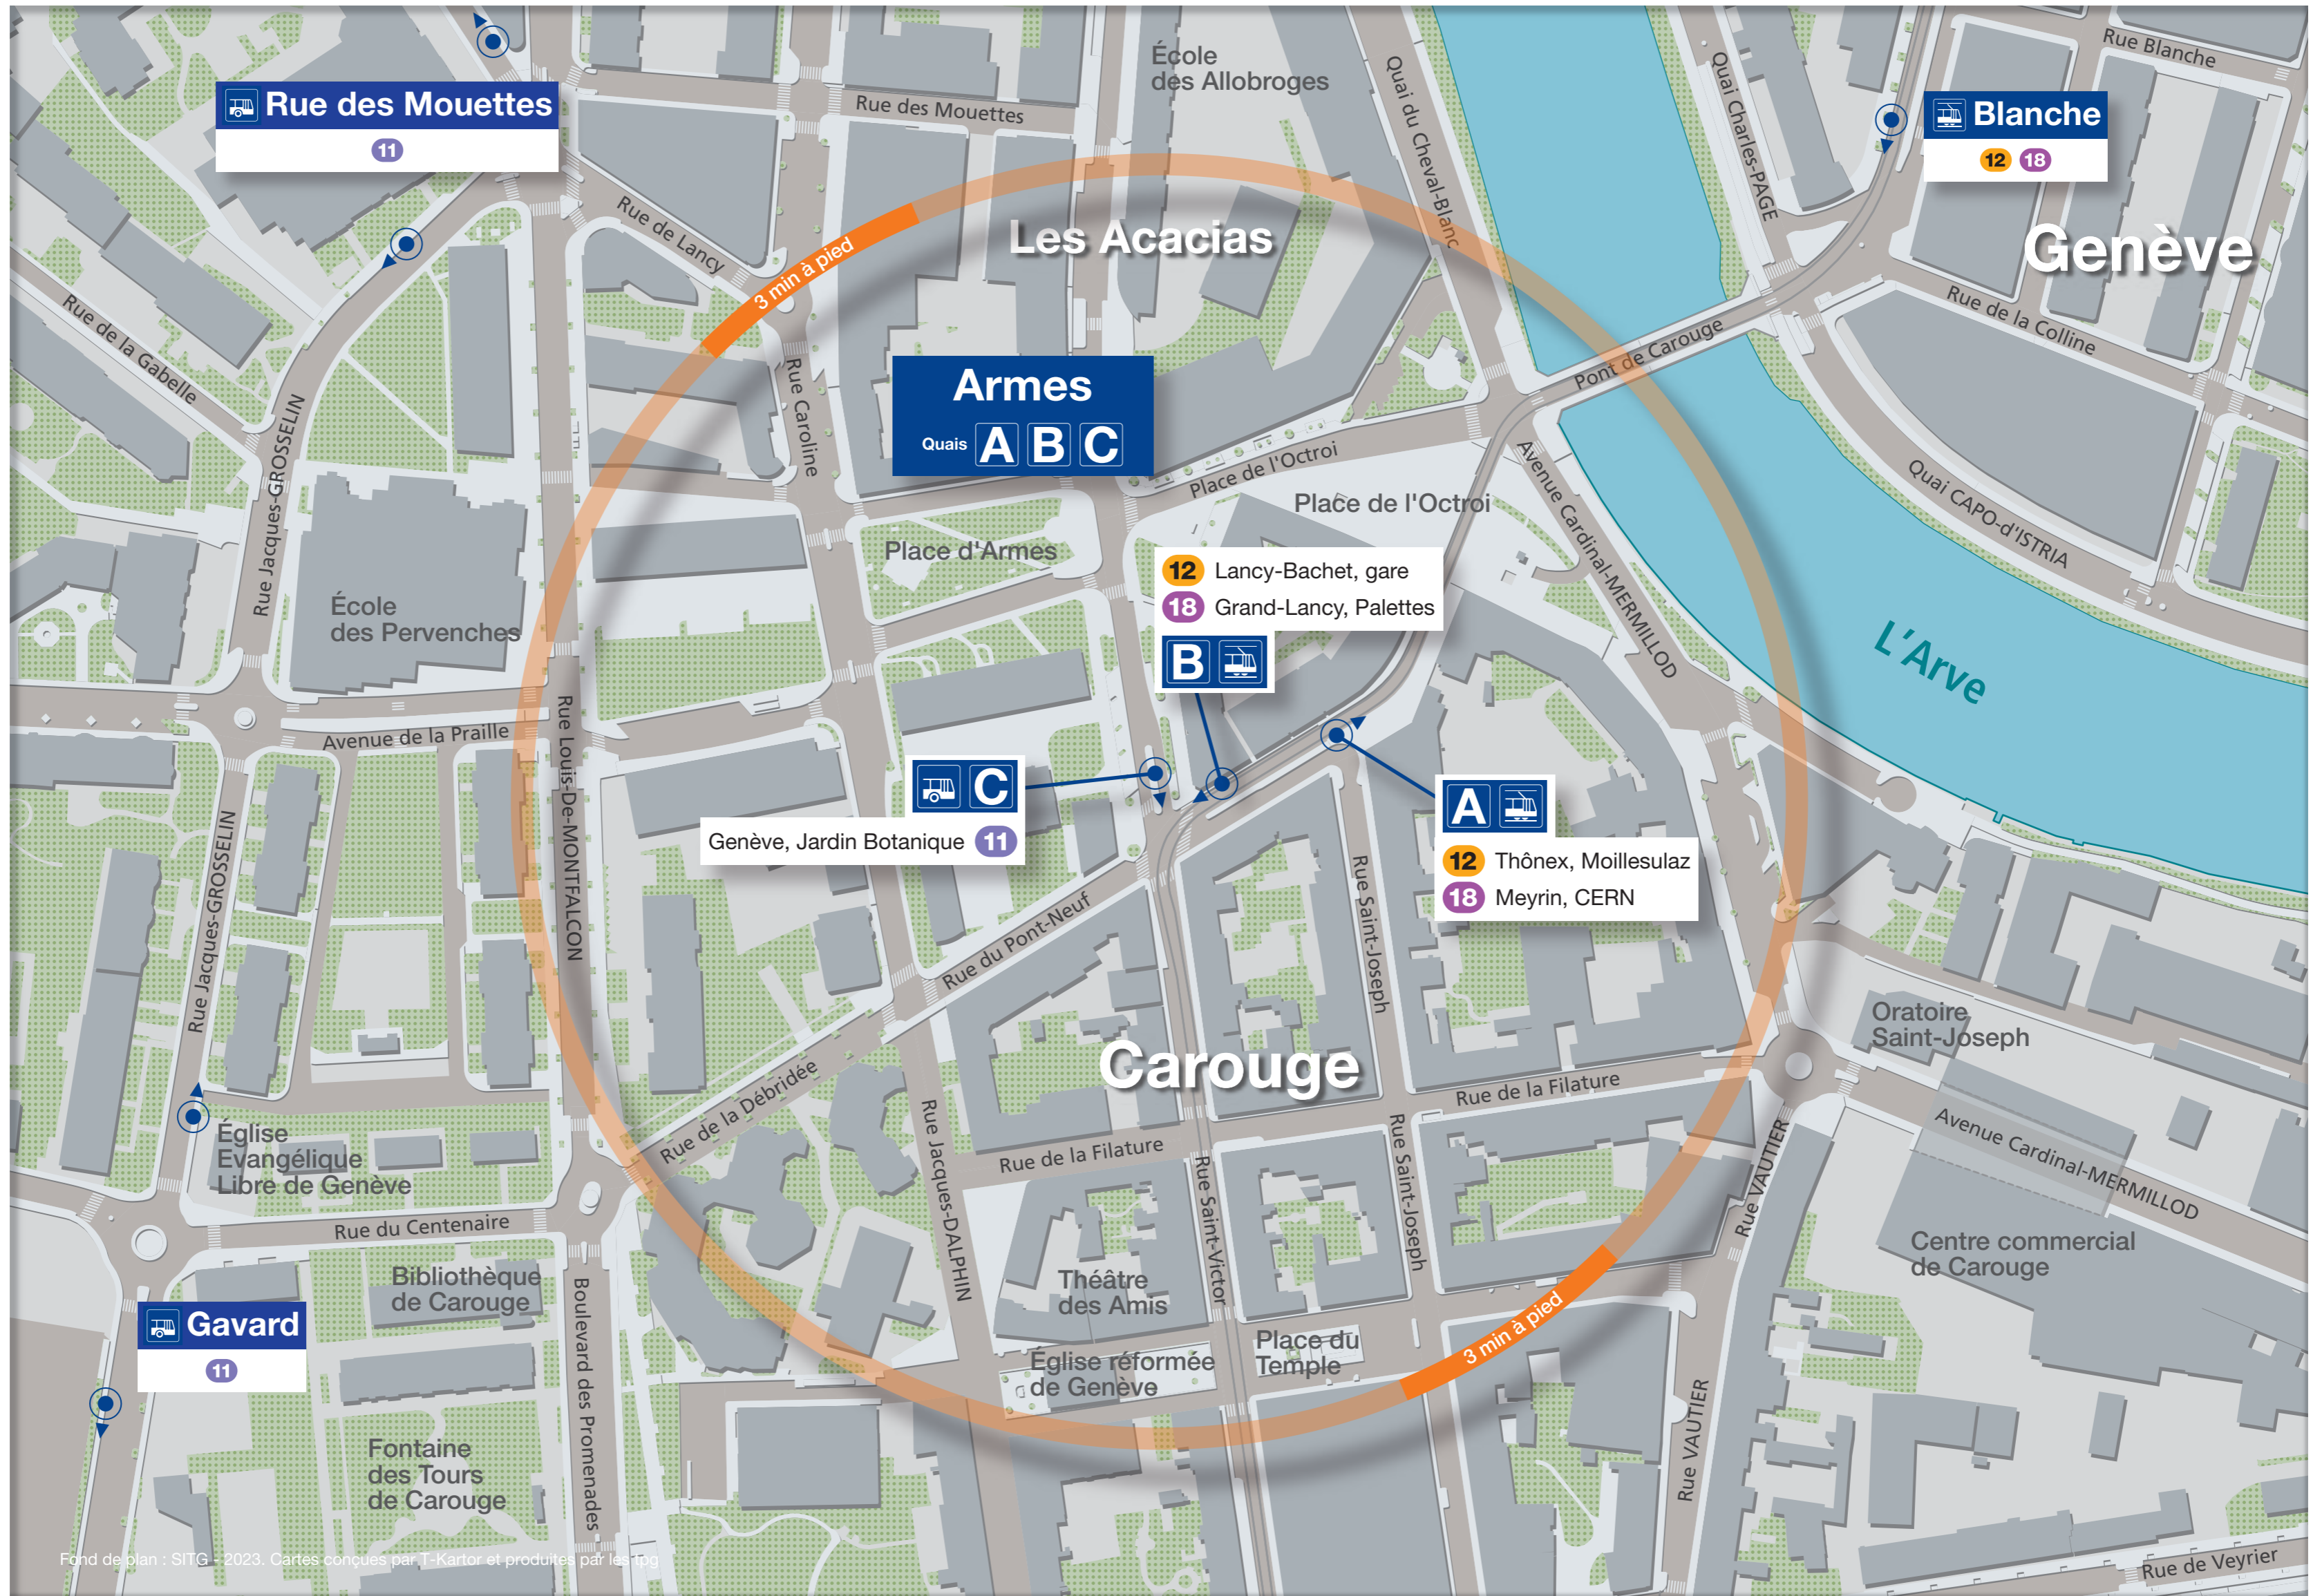 École
des Allobroges
Rue Blanche
Rue des Mouettes
11
Rue des Mouettes
Quai du Cheval-Blanc
Quai Charles-PAGE
Blanche
12 18
Genève
Rue de Lancy
3 min à pied
Les Acacias
Rue de la Colline
Rue de la Gabelle
Pont de Carouge
Armes
Quais A B C
Rue Caroline
Place de l'Octroi
Place de l'Octroi
Avenue Cardinal-MERMILLOD
Quai CAPO-d'ISTRIA
Rue Jacques-GROSSELIN
Place d'Armes
École
des Pervenches
12 Lancy-Bachet, gare
18 Grand-Lancy, Palettes
B
L'Arve
Avenue de la Praille
Rue Louis-De-MONTFALCON
C
Genève, Jardin Botanique 11
A
12 Thônex, Moillesulaz
18 Meyrin, CERN
Rue Jacques-GROSSELIN
Rue du Pont-Neuf
Rue Saint-Joseph
Oratoire
Saint-Joseph
Carouge
Rue de la Débridée
Rue de la Filature
Rue de la Filature
Avenue Cardinal-MERMILLOD
Église
Evangélique
Libre de Genève
Rue Jacques-DALPHIN
Rue Saint-Victor
Rue Saint-Joseph
Rue VAUTIER
Rue du Centenaire
Centre commercial
de Carouge
Bibliothèque
de Carouge
Théâtre
des Amis
Gavard
11
Boulevard des Promenades
Église réformée
de Genève
Place du
Temple
3 min à pied
Rue VAUTIER
Fontaine
des Tours
de Carouge
Fond de plan : SITG - 2023. Cartes conçues par T-Kartor et produites par les tpg
Rue de Veyrier